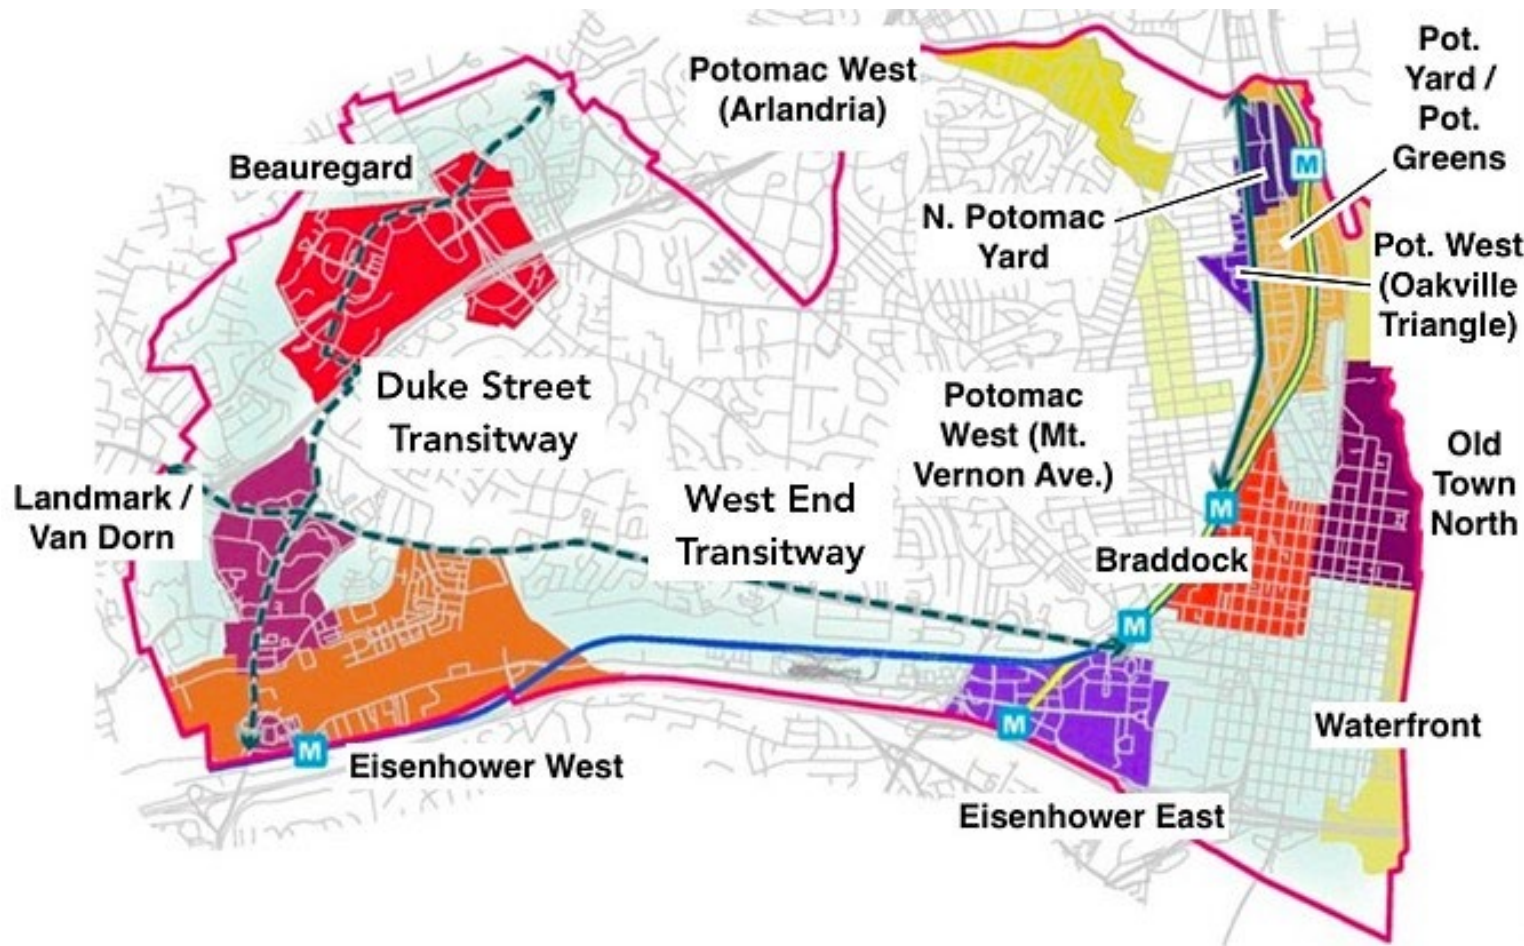 Potomac West
(Arlandria)
Pot.
Yard /
Pot.
Greens
Beauregard
M
N. Potomac
Yard
Pot. West
(Oakville
Triangle)
Duke Street
Transitway
Potomac
West (Mt.
Vernon Ave.)
Old
Town
North
Landmark /
Van Dorn
West End
Transitway
M
Braddock
M
M
Waterfront
M
Eisenhower West
Eisenhower East